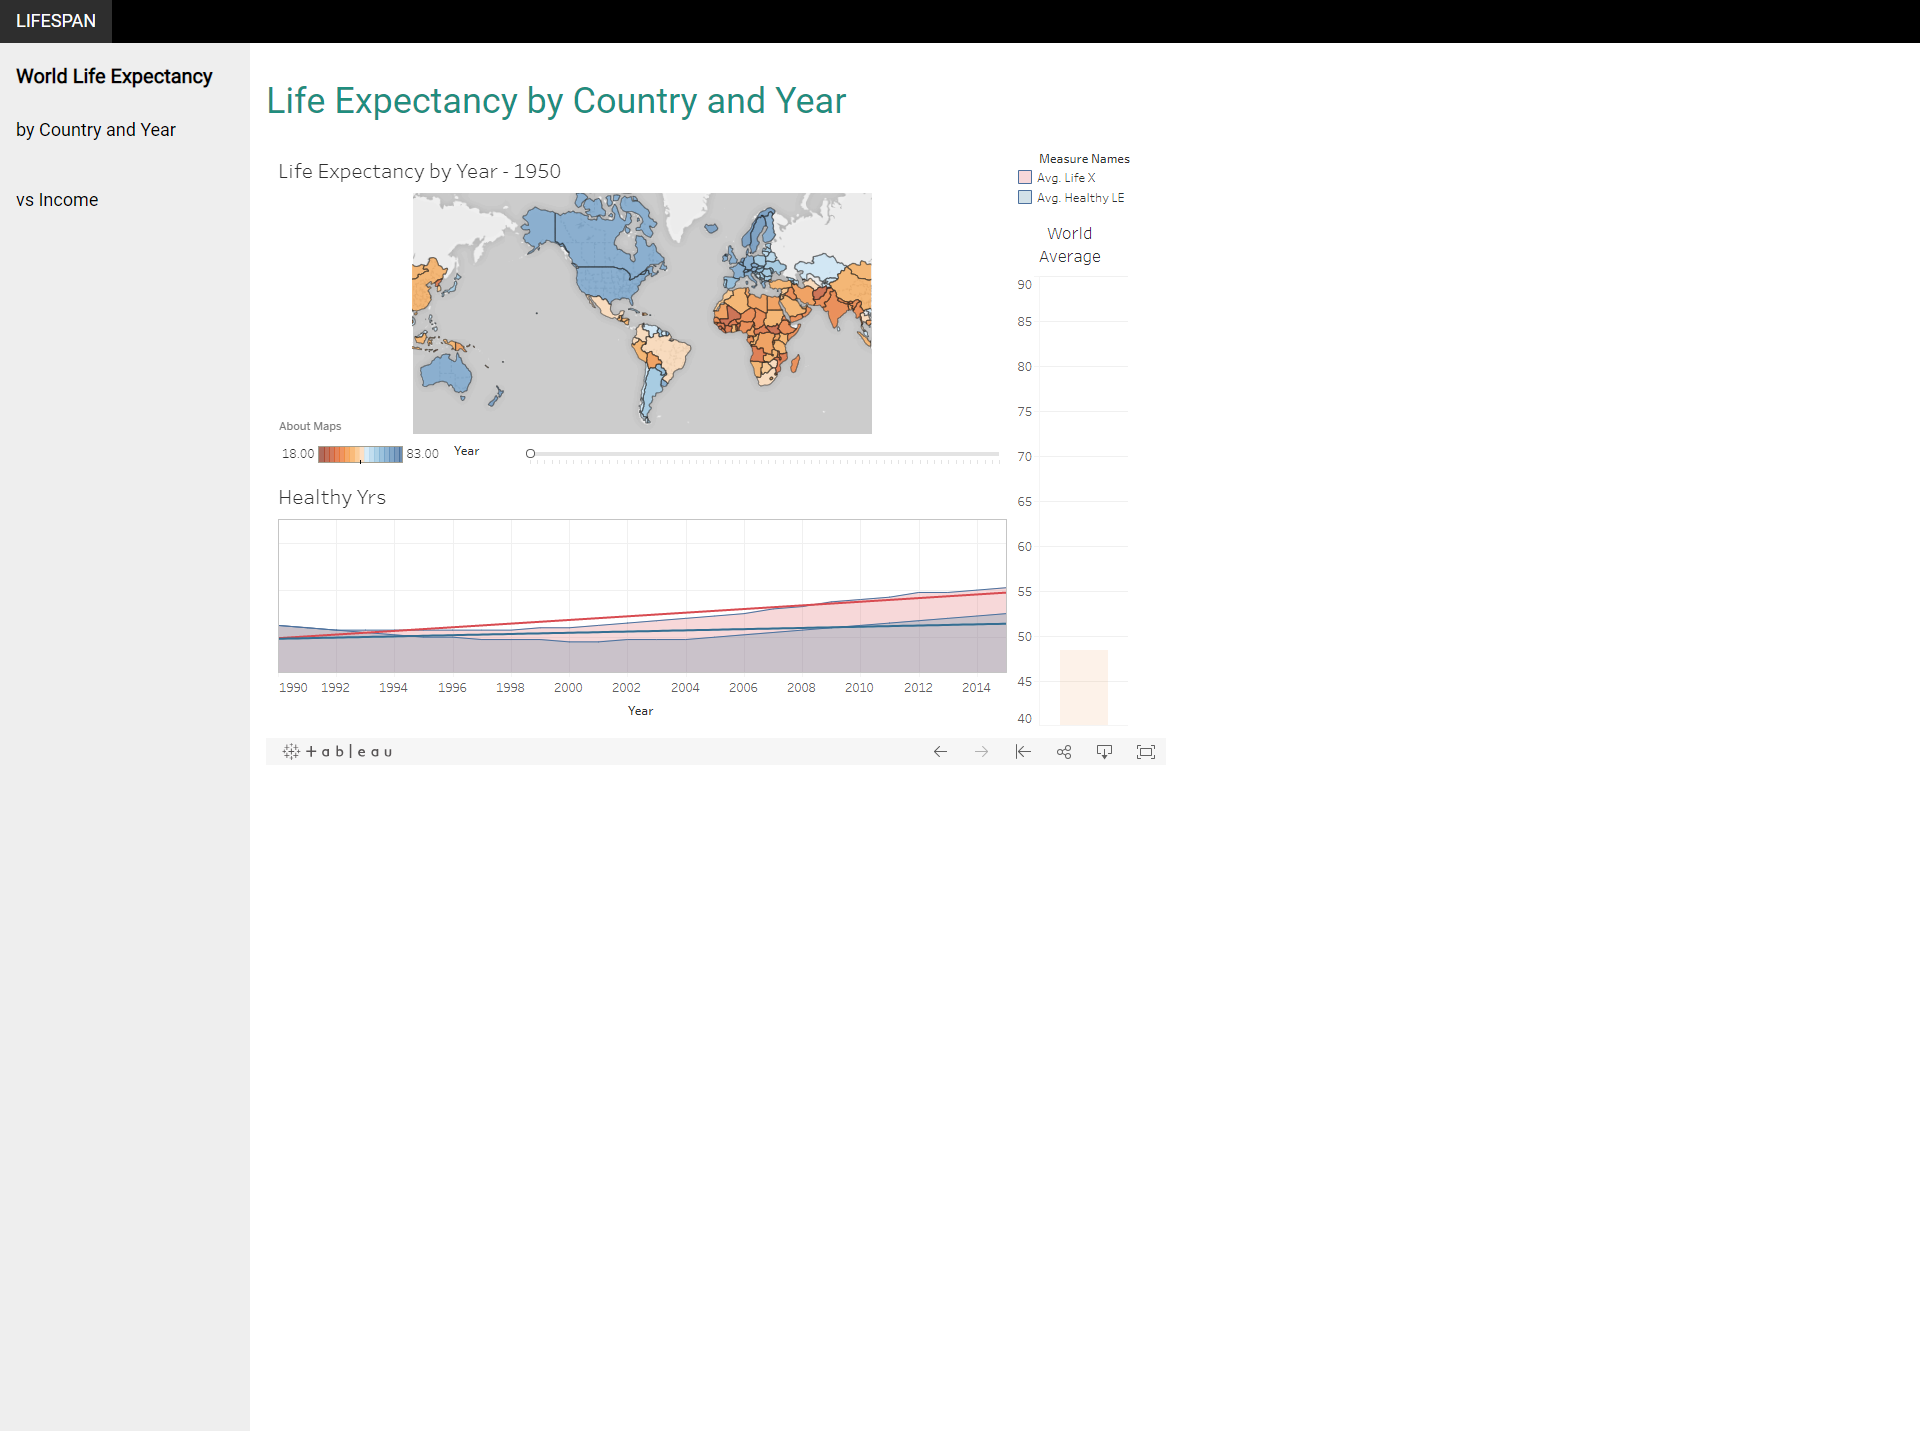 LIFESPAN
World Life Expectancy
by Country and Year
vs Income
Life Expectancy by Country and Year
Life Expectancy by Year - 1950
About Maps
18.00
83.00
Year
Healthy Yrs
1990 1992 1994 1996 1998 2000 2002 2004 2006 2008 2010 2012 2014
Year
Measure Names
Avg. Life X
Avg. Healthy LE
World
Average
90
85
80
75
70
65
60
55
50
45
40
+ableau